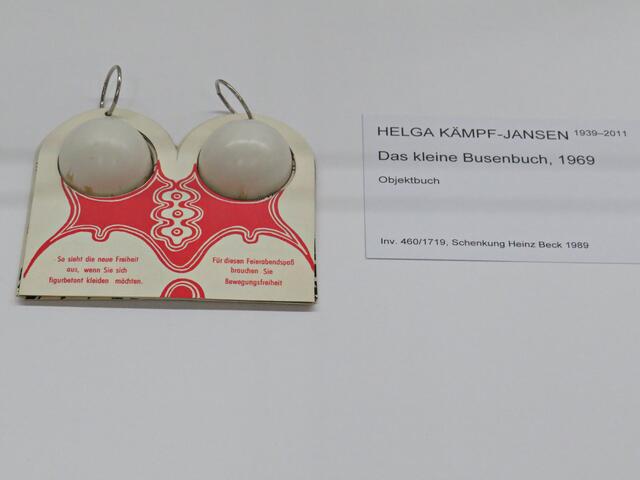 So sieht die neue Freiheit
aus, wenn Sie sich
figurbetont kleiden möchten.
Für diesen Feierabendspaß
brauchen Sie
Bewegungsfreiheit
HELGA KÄMPF-JANSEN 1939–2011
Das kleine Busenbuch, 1969
Objektbuch
Inv. 460/1719, Schenkung Heinz Beck 1989